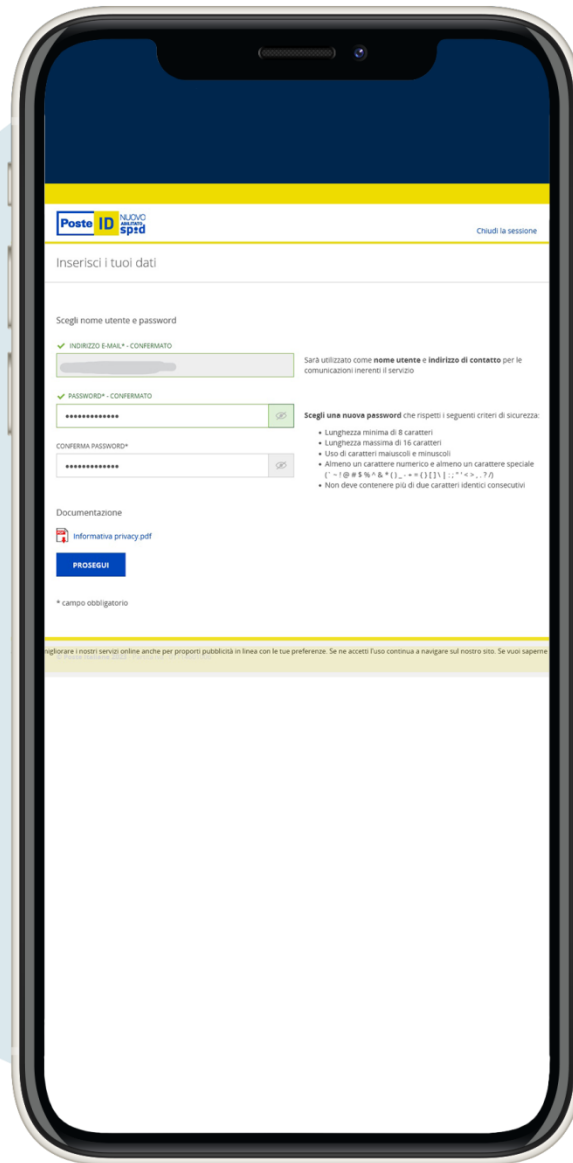 Poste ID NUOVO
ABILITATO
sp:d
Chiudi la sessione
Inserisci i tuoi dati
Scegli nome utente e password
INDIRIZZO E-MAIL* - CONFERMATO
Sarà utilizzato come nome utente e indirizzo di contatto per le
comunicazioni inerenti il servizio
PASSWORD* - CONFERMATO
•••••••••••••
Scegli una nuova password che rispetti i seguenti criteri di sicurezza:
• Lunghezza minima di 8 caratteri
• Lunghezza massima di 16 caratteri
• Uso di caratteri maiuscoli e minuscoli
• Almeno un carattere numerico e almeno un carattere speciale
• Non deve contenere più di due caratteri identici consecutivi
CONFERMA PASSWORD*
•••••••••••••
Documentazione
Informativa privacy.pdf
PROSEGUI
* campo obbligatorio
migliorare i nostri servizi online anche per proporti pubblicità in linea con le tue preferenze. Se ne accetti l'uso continua a navigare sul nostro sito. Se vuoi saperne